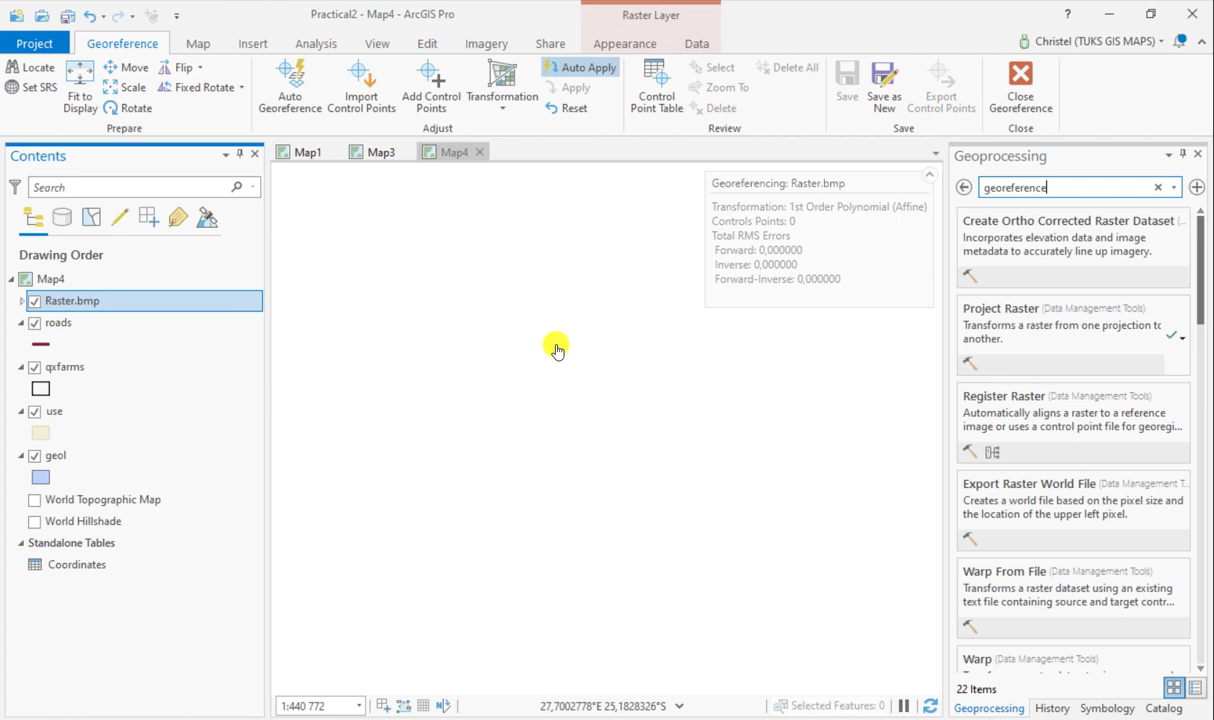 Practical2 - Map4 - ArcGIS Pro
Raster Layer
?
Project
Georeference
Map
Insert
Analysis
View
Edit
Imagery
Share
Appearance
Data
Christel (TUKS GIS MAPS)
Locate
Set SRS
Fit to
Display
Move
Scale
Rotate
Flip
Fixed Rotate
Prepare
Auto
Georeference
Import
Control Points
Add Control
Points
Transformation
Auto Apply
Apply
Reset
Adjust
Control
Point Table
Select
Zoom To
Delete
Delete All
Review
Save
Save as
New
Export
Control Points
Save
Close
Georeference
Close
Contents
Search
Drawing Order
Map4
Raster.bmp
roads
qxfarms
use
geol
World Topographic Map
World Hillshade
Standalone Tables
Coordinates
Map1
Map3
Map4
Georeferencing: Raster.bmp
Transformation: 1st Order Polynomial (Affine)
Controls Points: 0
Total RMS Errors
Forward: 0,000000
Inverse: 0,000000
Forward-Inverse: 0,000000
1:440 772
27,7002778°E 25,1828326°S
Selected Features: 0
Geoprocessing
georeference
Create Ortho Corrected Raster Dataset (...
Incorporates elevation data and image
metadata to accurately line up imagery.
Project Raster (Data Management Tools)
Transforms a raster from one projection to
another.
Register Raster (Data Management Tools)
Automatically aligns a raster to a reference
image or uses a control point file for georegi...
Export Raster World File (Data Management T...
Creates a world file based on the pixel size and
the location of the upper left pixel.
Warp From File (Data Management Tools)
Transforms a raster dataset using an existing
text file containing source and target contr...
Warp (Data Management Tools)
22 Items
Geoprocessing
History
Symbology
Catalog